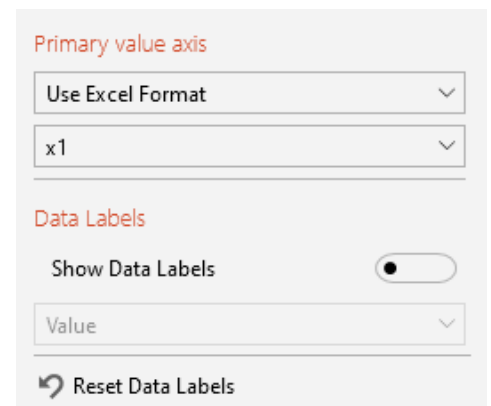 Primary value axis
Use Excel Format
x1
Data Labels
Show Data Labels
Value
Reset Data Labels